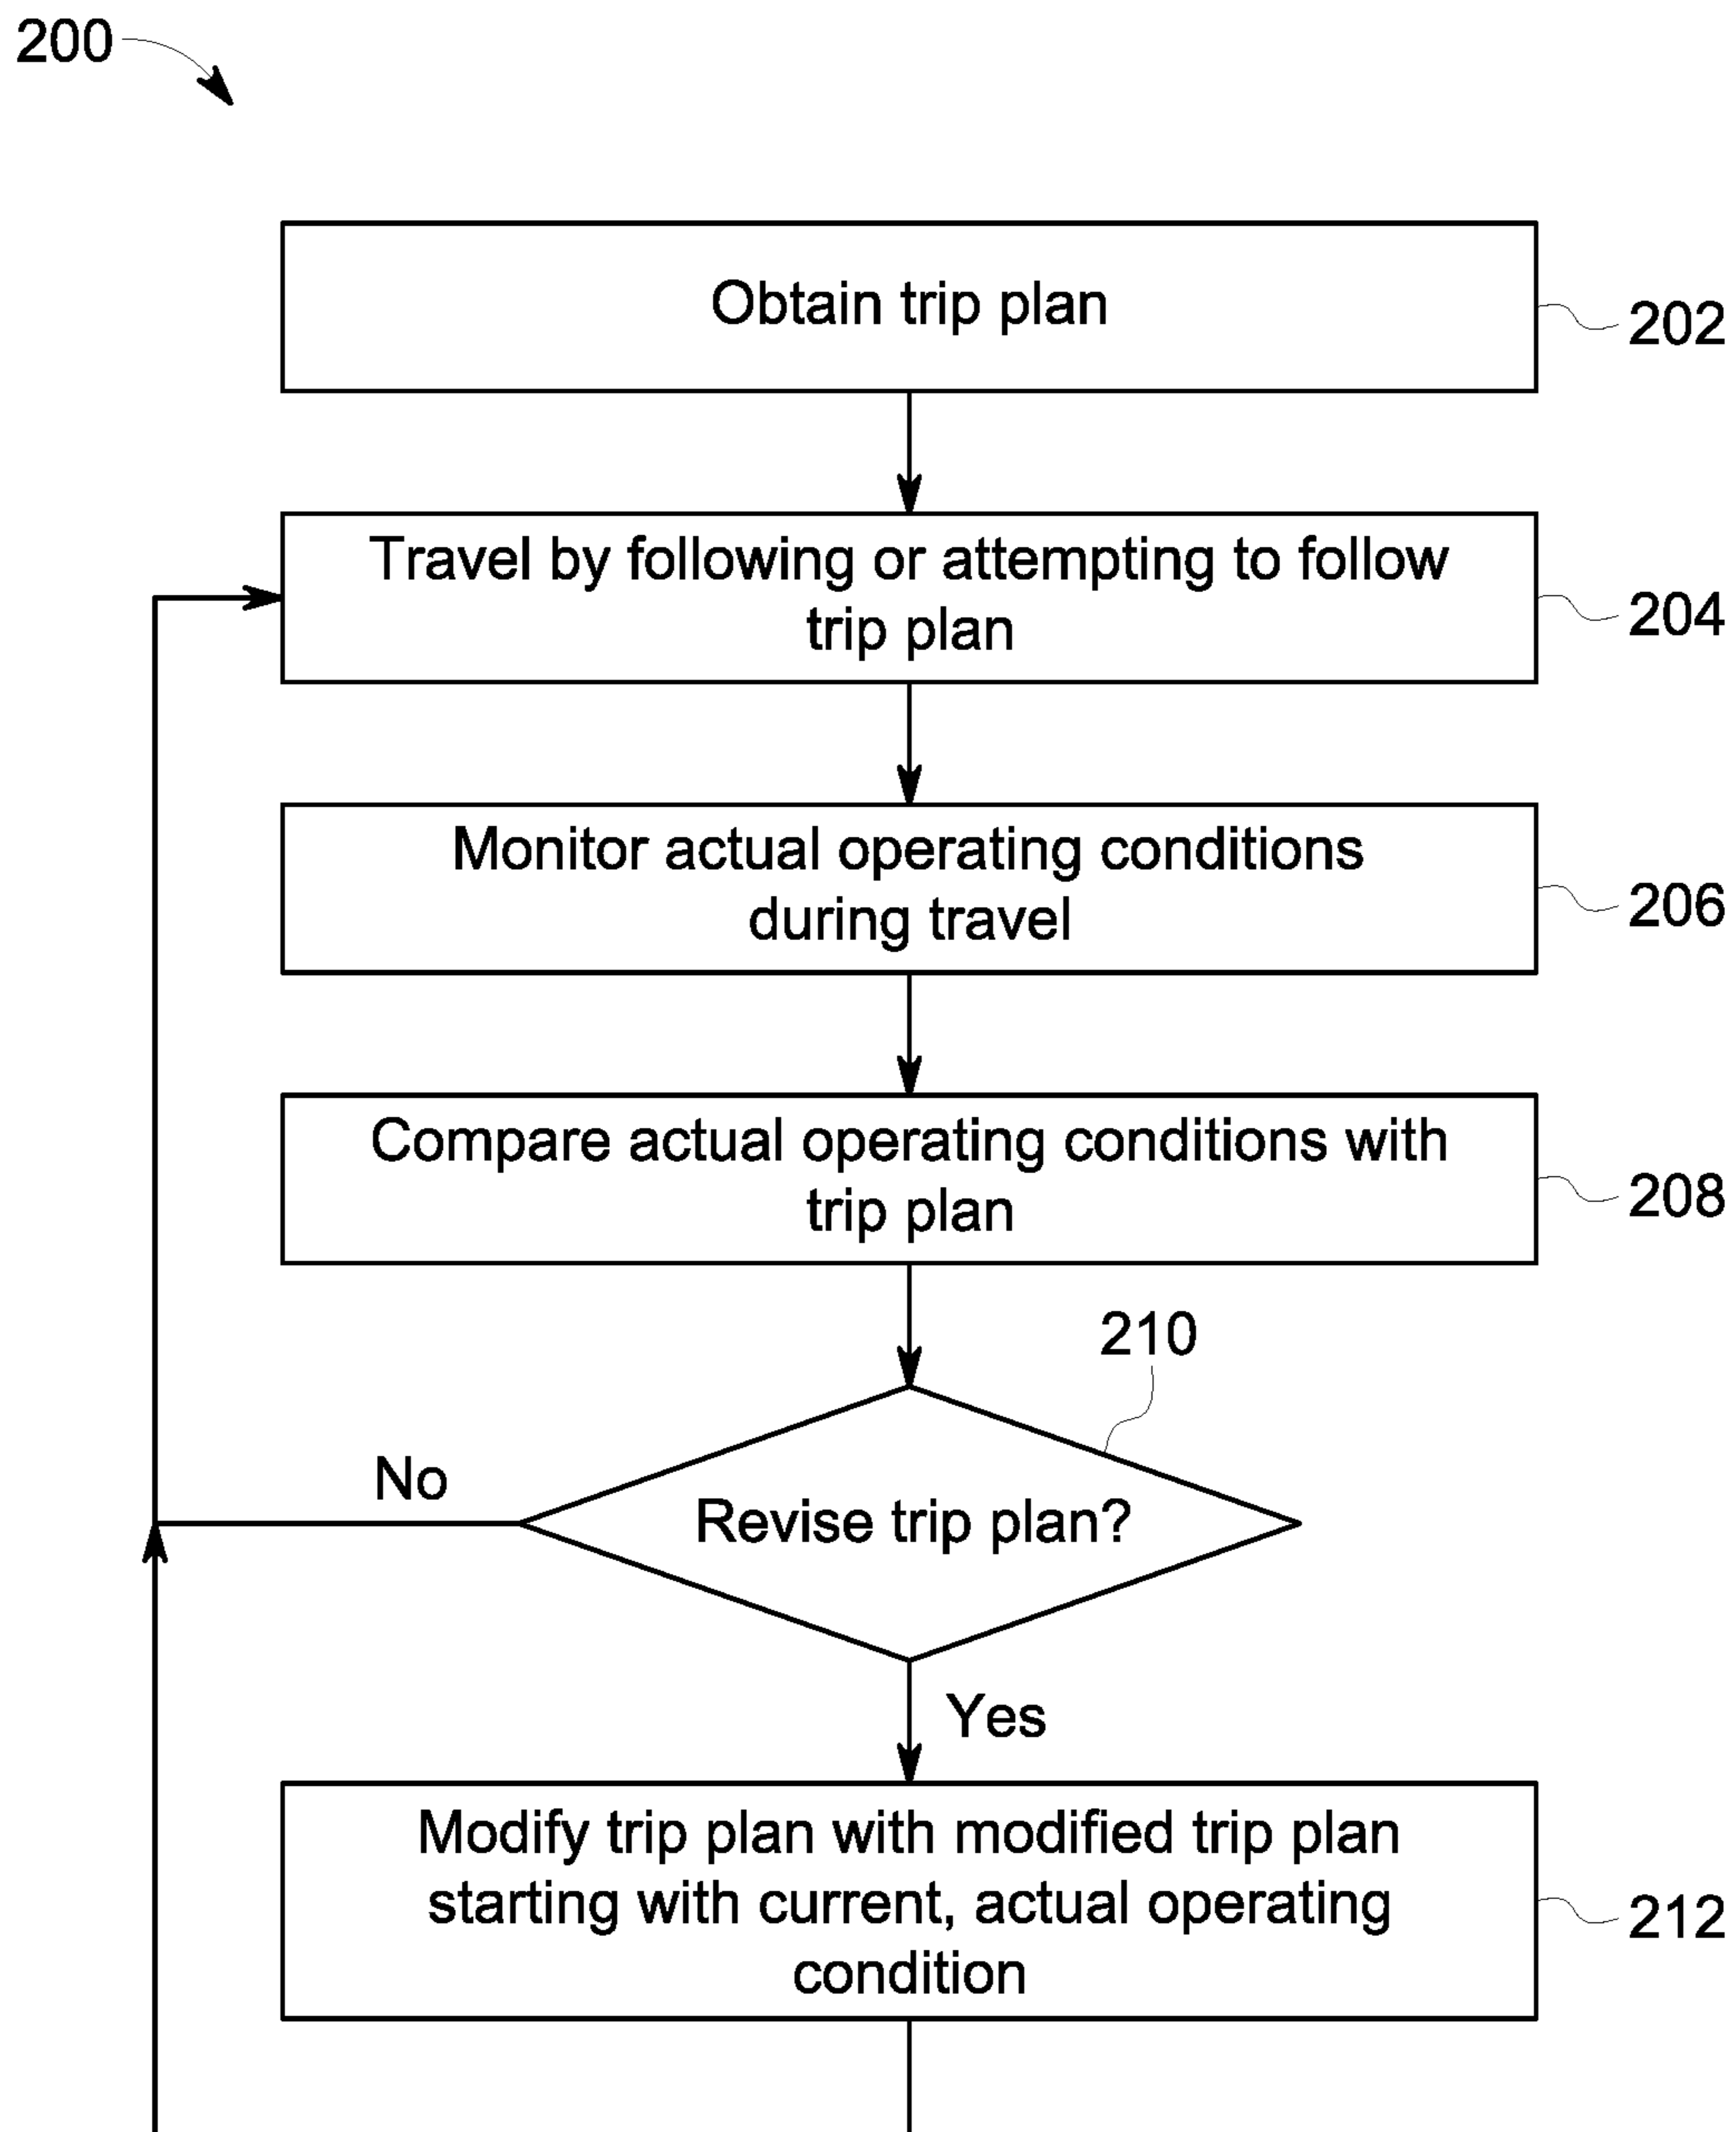 200
Obtain trip plan
202
Travel by following or attempting to follow
trip plan
204
Monitor actual operating conditions
during travel
206
Compare actual operating conditions with
trip plan
208
210
No
Revise trip plan?
Yes
Modify trip plan with modified trip plan
starting with current, actual operating
condition
212